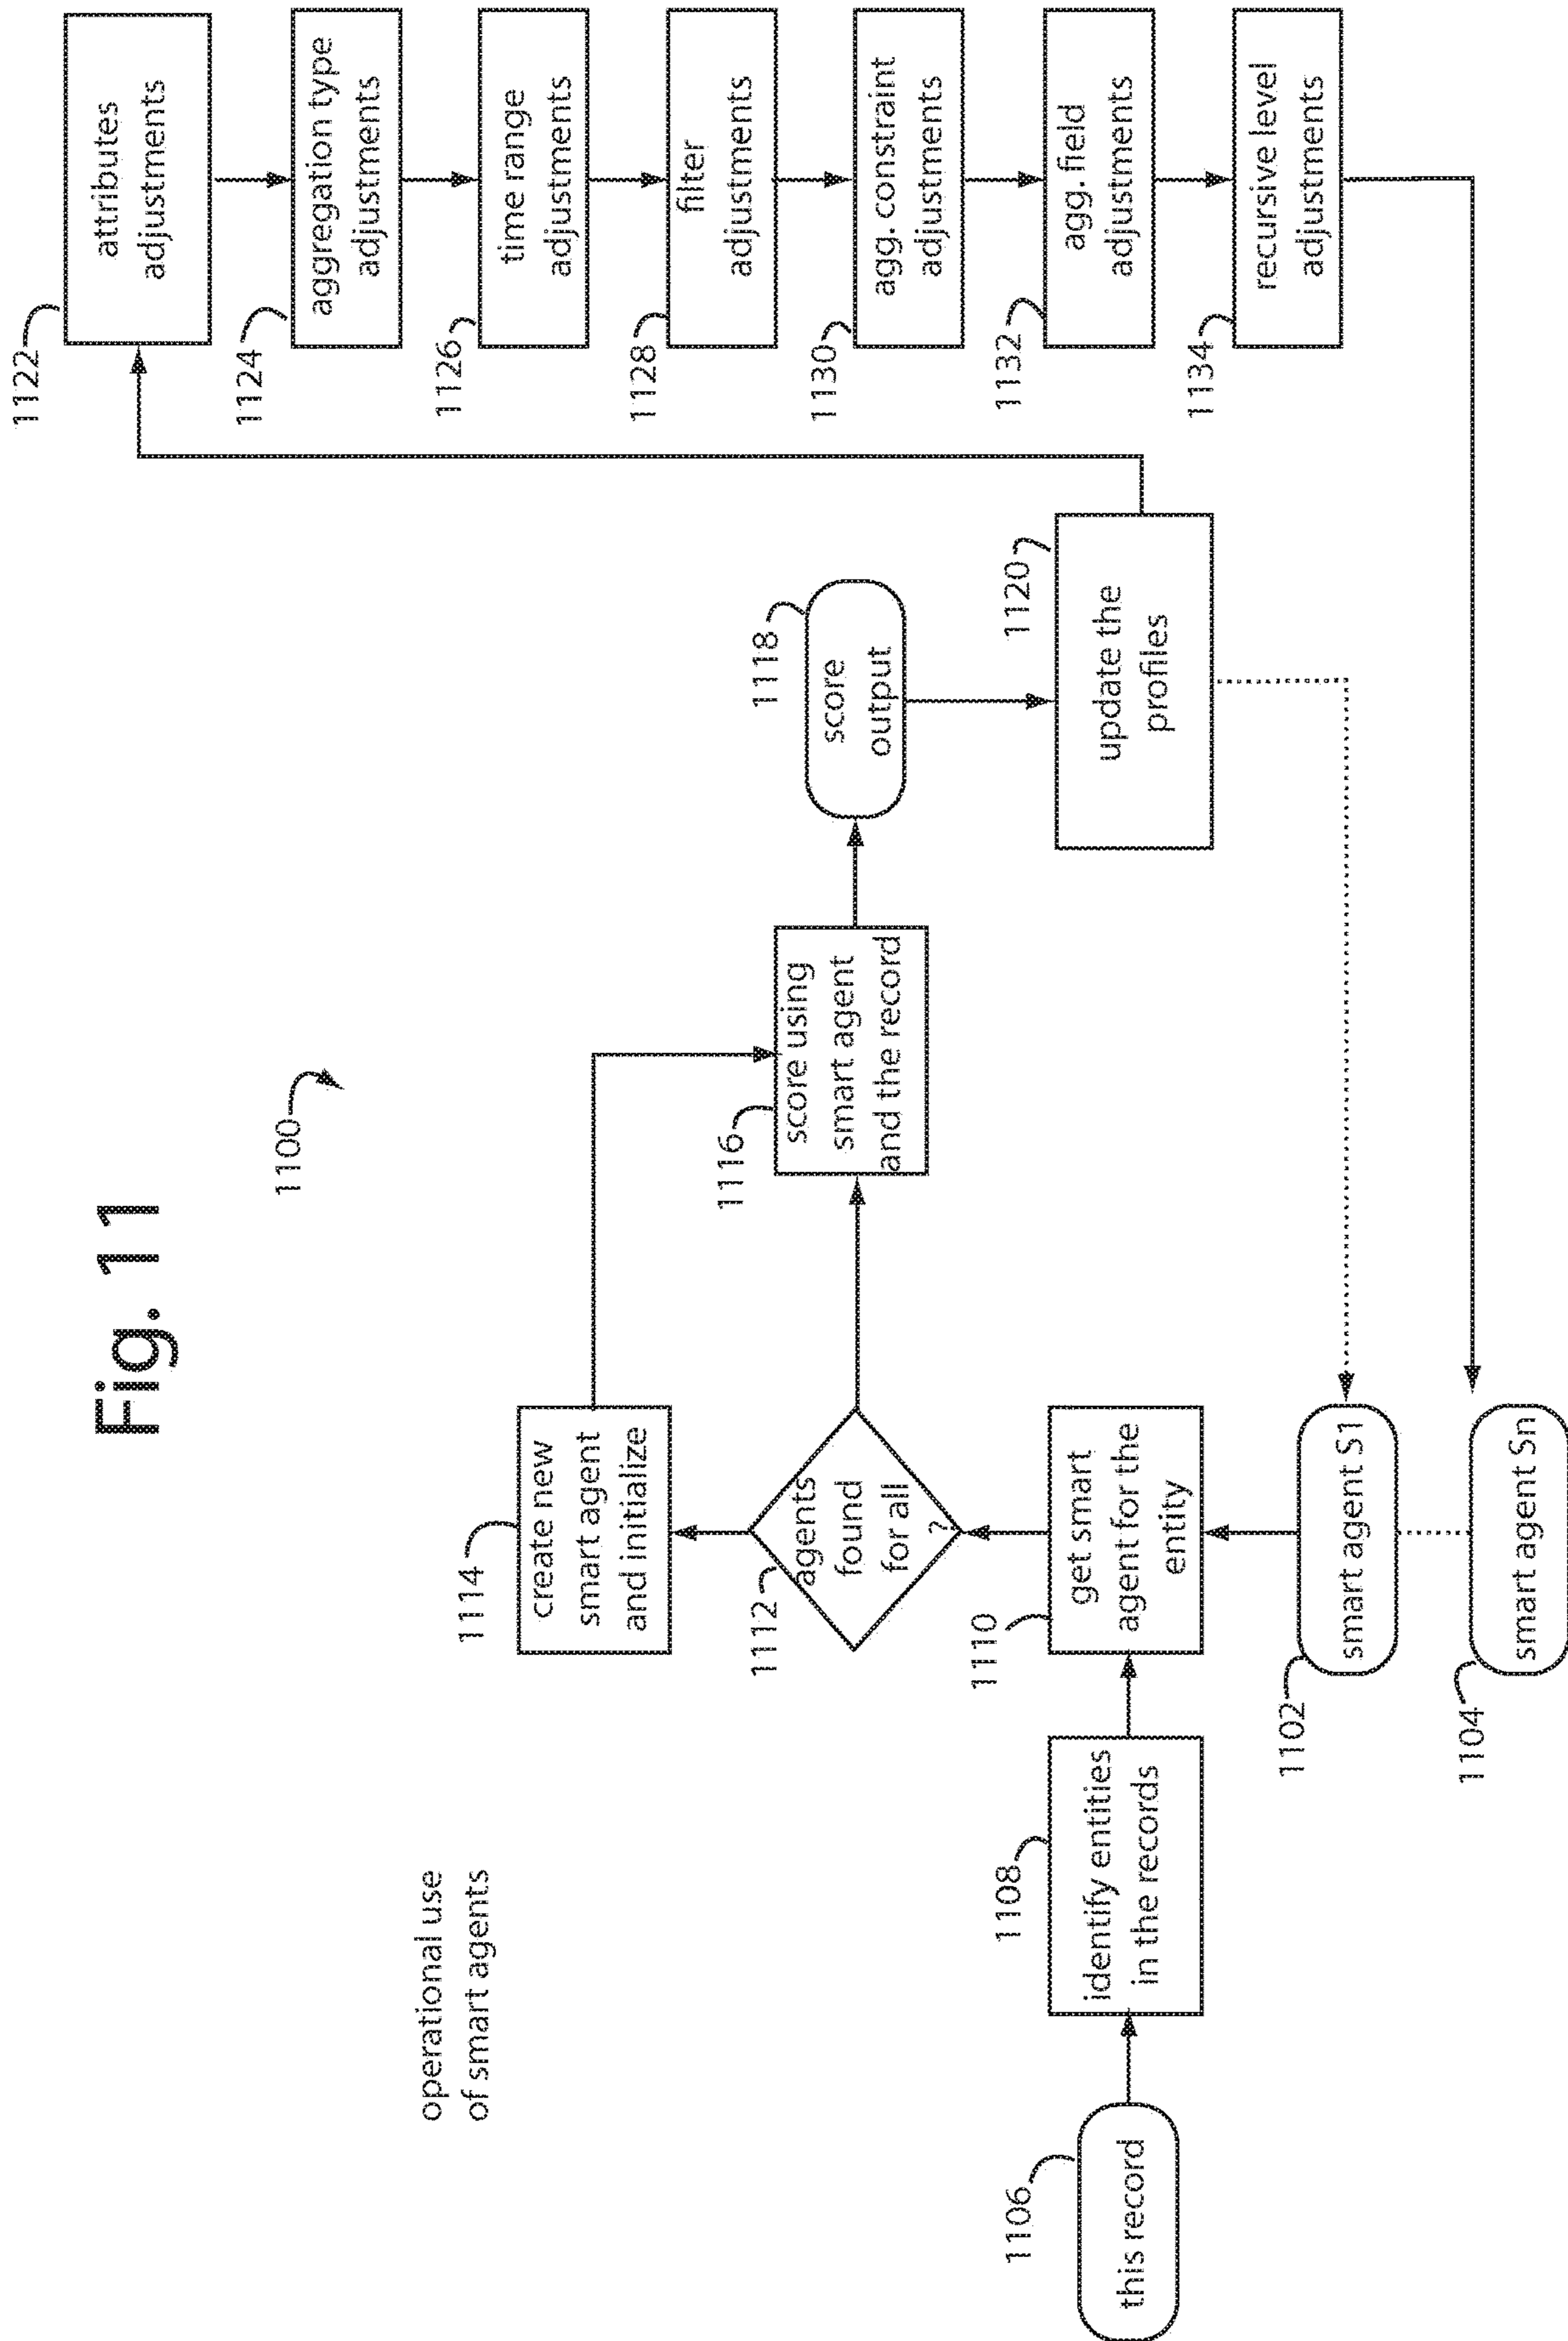 Fig. 11
1100
operational use
of smart agents
1106
this record
1108
identify entities
in the records
1110
get smart
agent for the
entity
1102
smart agent S1
1104
smart agent Sn
1112
agents
found
for all
?
1114
create new
smart agent
and initialize
1116
score using
smart agent
and the record
1118
score
output
1120
update the
profiles
1122
attributes
adjustments
1124
aggregation type
adjustments
1126
time range
adjustments
1128
filter
adjustments
1130
agg. constraint
adjustments
1132
agg. field
adjustments
1134
recursive level
adjustments